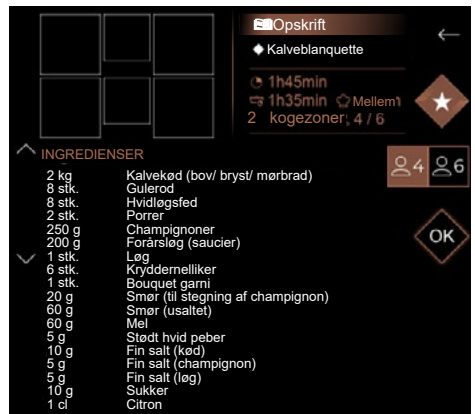 Opskrift
Kalveblanquette
1h45min
1h35min Mellem1
2 kogezoner; 4 / 6
INGREDIENSER
4 6
2 kg Kalvekød (bov/ bryst/ mørbrad)
8 stk. Gulerod
8 stk. Hvidløgsfed
2 stk. Porrer
250 g Champignoner
200 g Forårsløg (saucier)
1 stk. Løg
6 stk. Kryddernelliker
1 stk. Bouquet garni
20 g Smør (til stegning af champignon)
60 g Smør (usaltet)
60 g Mel
5 g Stødt hvid peber
10 g Fin salt (kød)
5 g Fin salt (champignon)
5 g Fin salt (løg)
10 g Sukker
1 cl Citron
OK